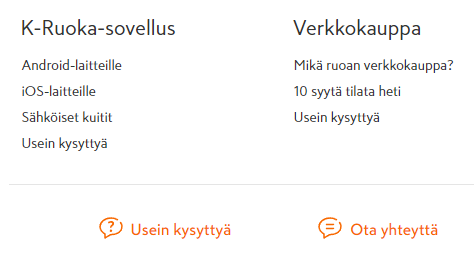 K-Ruoka-sovellus
Android-laitteille
iOS-laitteille
Sähköiset kuitit
Usein kysyttyä
Verkkokauppa
Mikä ruoan verkkokauppa?
10 syytä tilata heti
Usein kysyttyä
Usein kysyttyä
Ota yhteyttä